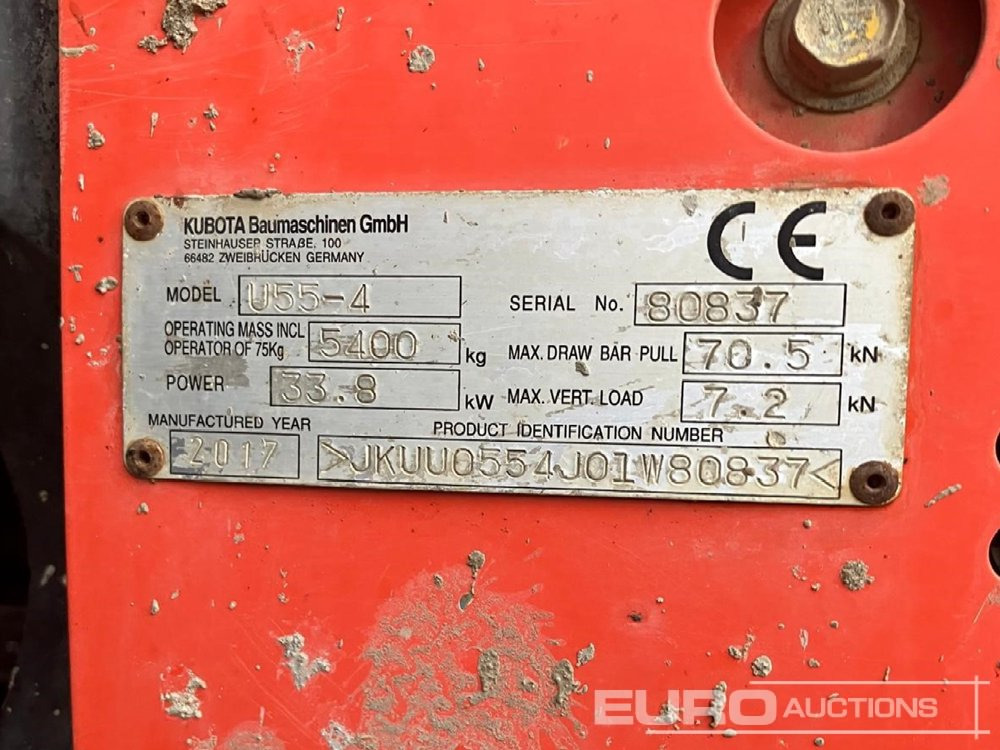 KUBOTA Baumaschinen GmbH
STEINHAUSER STRAßE. 100
66482 ZWEIBRÜCKEN GERMANY
CE
MODEL U55-4
SERIAL No. 80837
OPERATING MASS INCL
OPERATOR OF 75Kg 5400 kg
MAX. DRAW BAR PULL 70.5 kN
POWER 33.8 kW
MAX. VERT. LOAD 7.2 kN
MANUFACTURED YEAR
2017
PRODUCT IDENTIFICATION NUMBER
>JKUU0554J01W80837<
EURO AUCTIONS